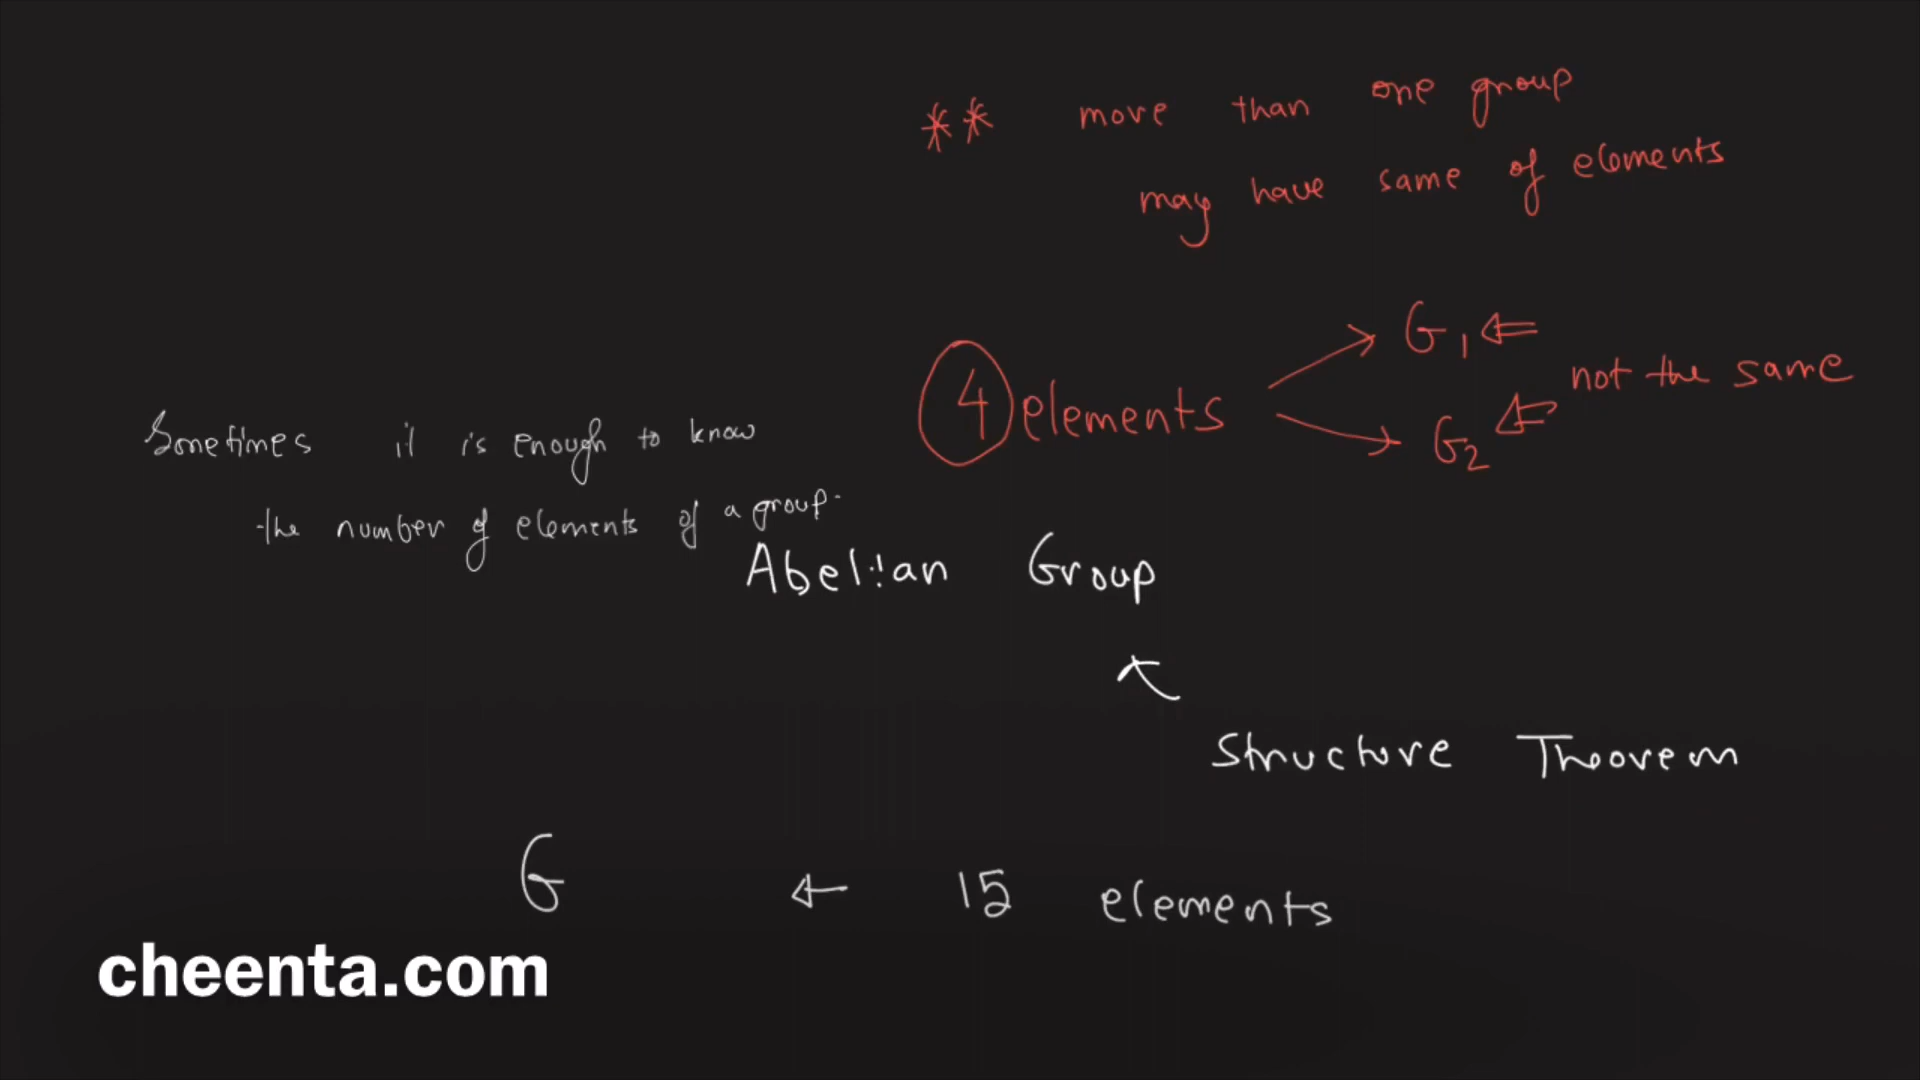 ** more than one group
may have same of elements
4 elements → G1 ⇐
not the same
→ G2 ⇐
Sometimes it is enough to know
the number of elements of a group.
Abelian Group
Structure Theorem
G ← 15 elements
cheenta.com